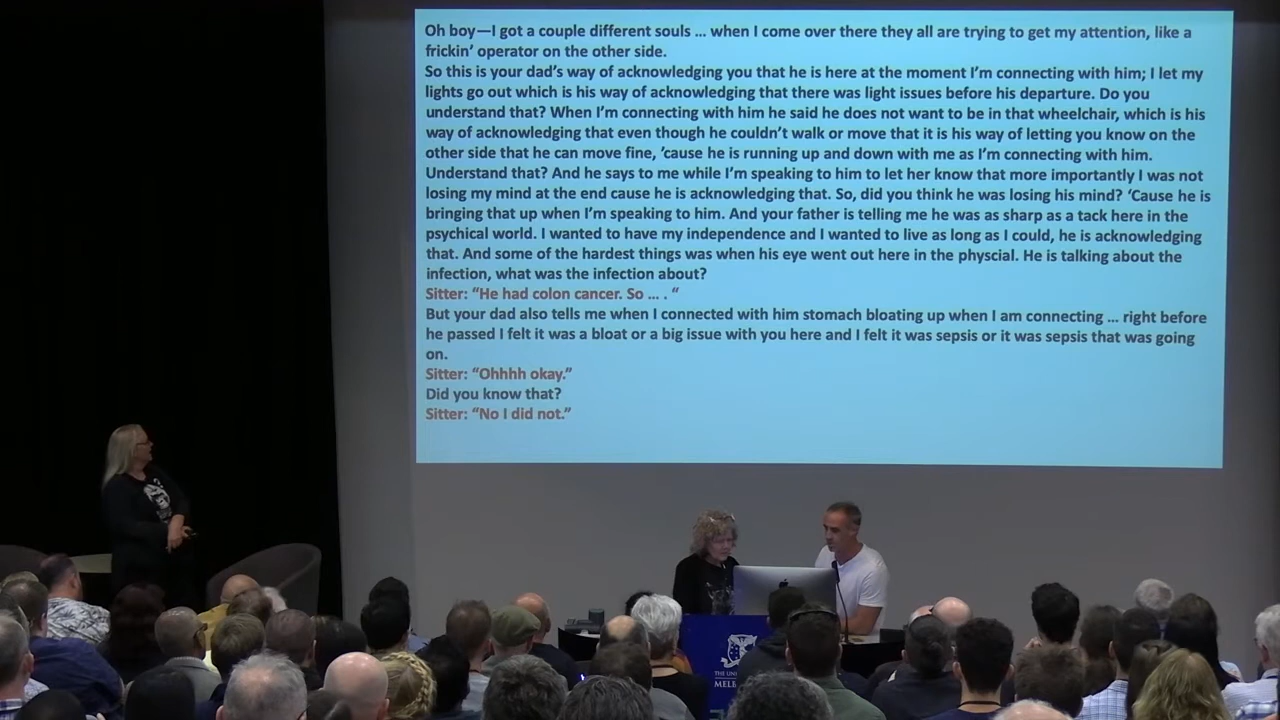 Oh boy—I got a couple different souls … when I come over there they all are trying to get my attention, like a
frickin’ operator on the other side.
So this is your dad’s way of acknowledging you that he is here at the moment I’m connecting with him; I let my
lights go out which is his way of acknowledging that there was light issues before his departure. Do you
understand that? When I’m connecting with him he said he does not want to be in that wheelchair, which is his
way of acknowledging that even though he couldn’t walk or move that it is his way of letting you know on the
other side that he can move fine, ’cause he is running up and down with me as I’m connecting with him.
Understand that? And he says to me while I’m speaking to him to let her know that more importantly I was not
losing my mind at the end cause he is acknowledging that. So, did you think he was losing his mind? ‘Cause he is
bringing that up when I’m speaking to him. And your father is telling me he was as sharp as a tack here in the
psychical world. I wanted to have my independence and I wanted to live as long as I could, he is acknowledging
that. And some of the hardest things was when his eye went out here in the physcial. He is talking about the
infection, what was the infection about?
Sitter: “He had colon cancer. So … . “
But your dad also tells me when I connected with him stomach bloating up when I am connecting … right before
he passed I felt it was a bloat or a big issue with you here and I felt it was sepsis or it was sepsis that was going
on.
Sitter: “Ohhhh okay.”
Did you know that?
Sitter: “No I did not.”
THE UNI
MELB